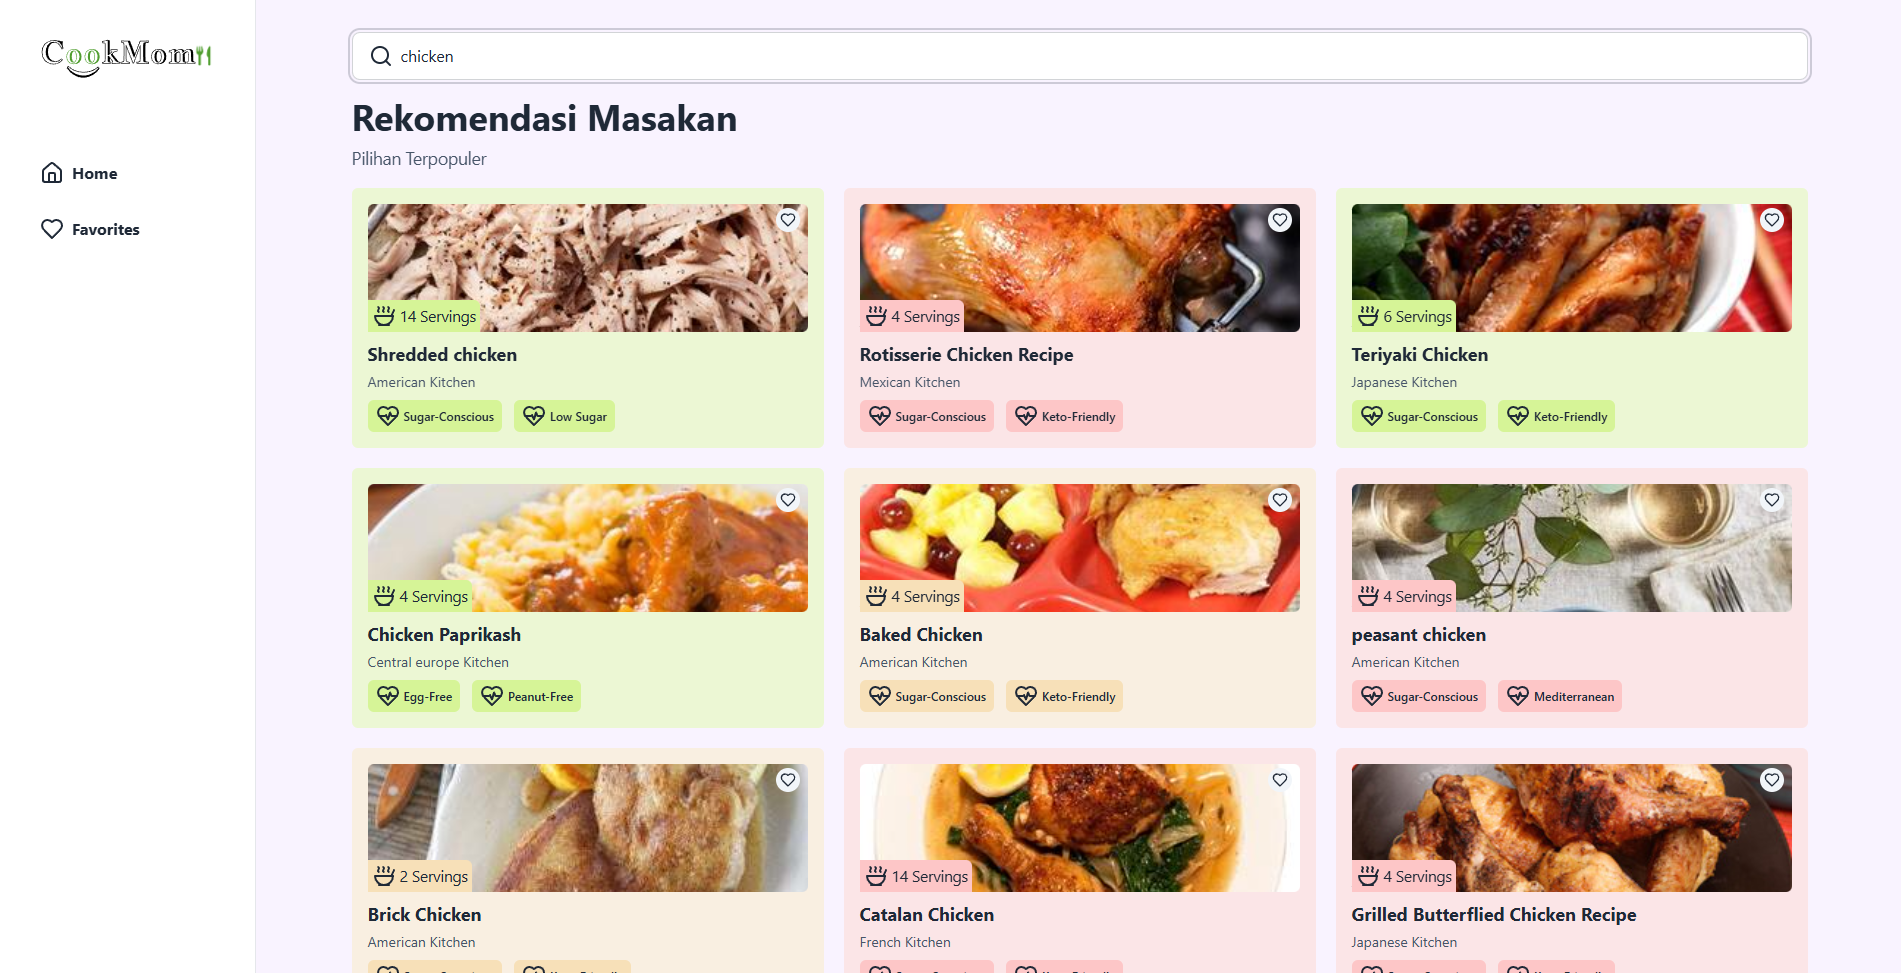 CookMom
chicken
Home
Favorites
Rekomendasi Masakan
Pilihan Terpopuler
14 Servings
Shredded chicken
American Kitchen
Sugar-Conscious
Low Sugar
4 Servings
Rotisserie Chicken Recipe
Mexican Kitchen
Sugar-Conscious
Keto-Friendly
6 Servings
Teriyaki Chicken
Japanese Kitchen
Sugar-Conscious
Keto-Friendly
4 Servings
Chicken Paprikash
Central europe Kitchen
Egg-Free
Peanut-Free
4 Servings
Baked Chicken
American Kitchen
Sugar-Conscious
Keto-Friendly
4 Servings
peasant chicken
American Kitchen
Sugar-Conscious
Mediterranean
2 Servings
Brick Chicken
American Kitchen
14 Servings
Catalan Chicken
French Kitchen
4 Servings
Grilled Butterflied Chicken Recipe
Japanese Kitchen